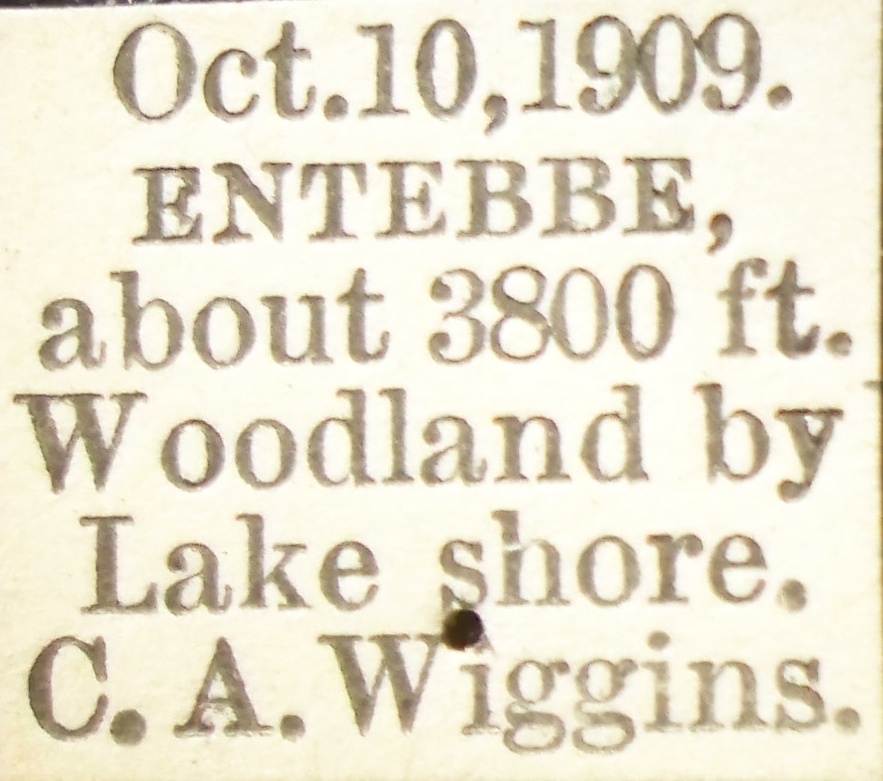 Oct.10,1909.
ENTEBBE,
about 3800 ft.
Woodland by
Lake shore.
C. A. Wiggins.